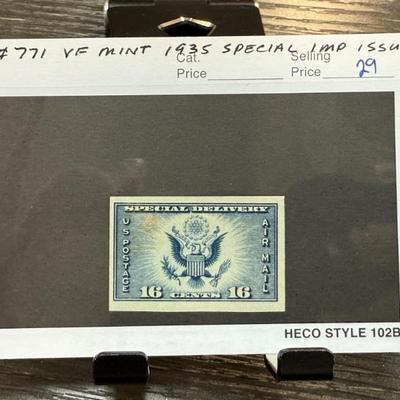 #771 VF MINT 1935 SPECIAL IMP ISSU
Cat. Selling
Price Price 29
SPECIAL DELIVERY
US POSTAGE
AIR MAIL
16 CENTS 16
HECO STYLE 102B